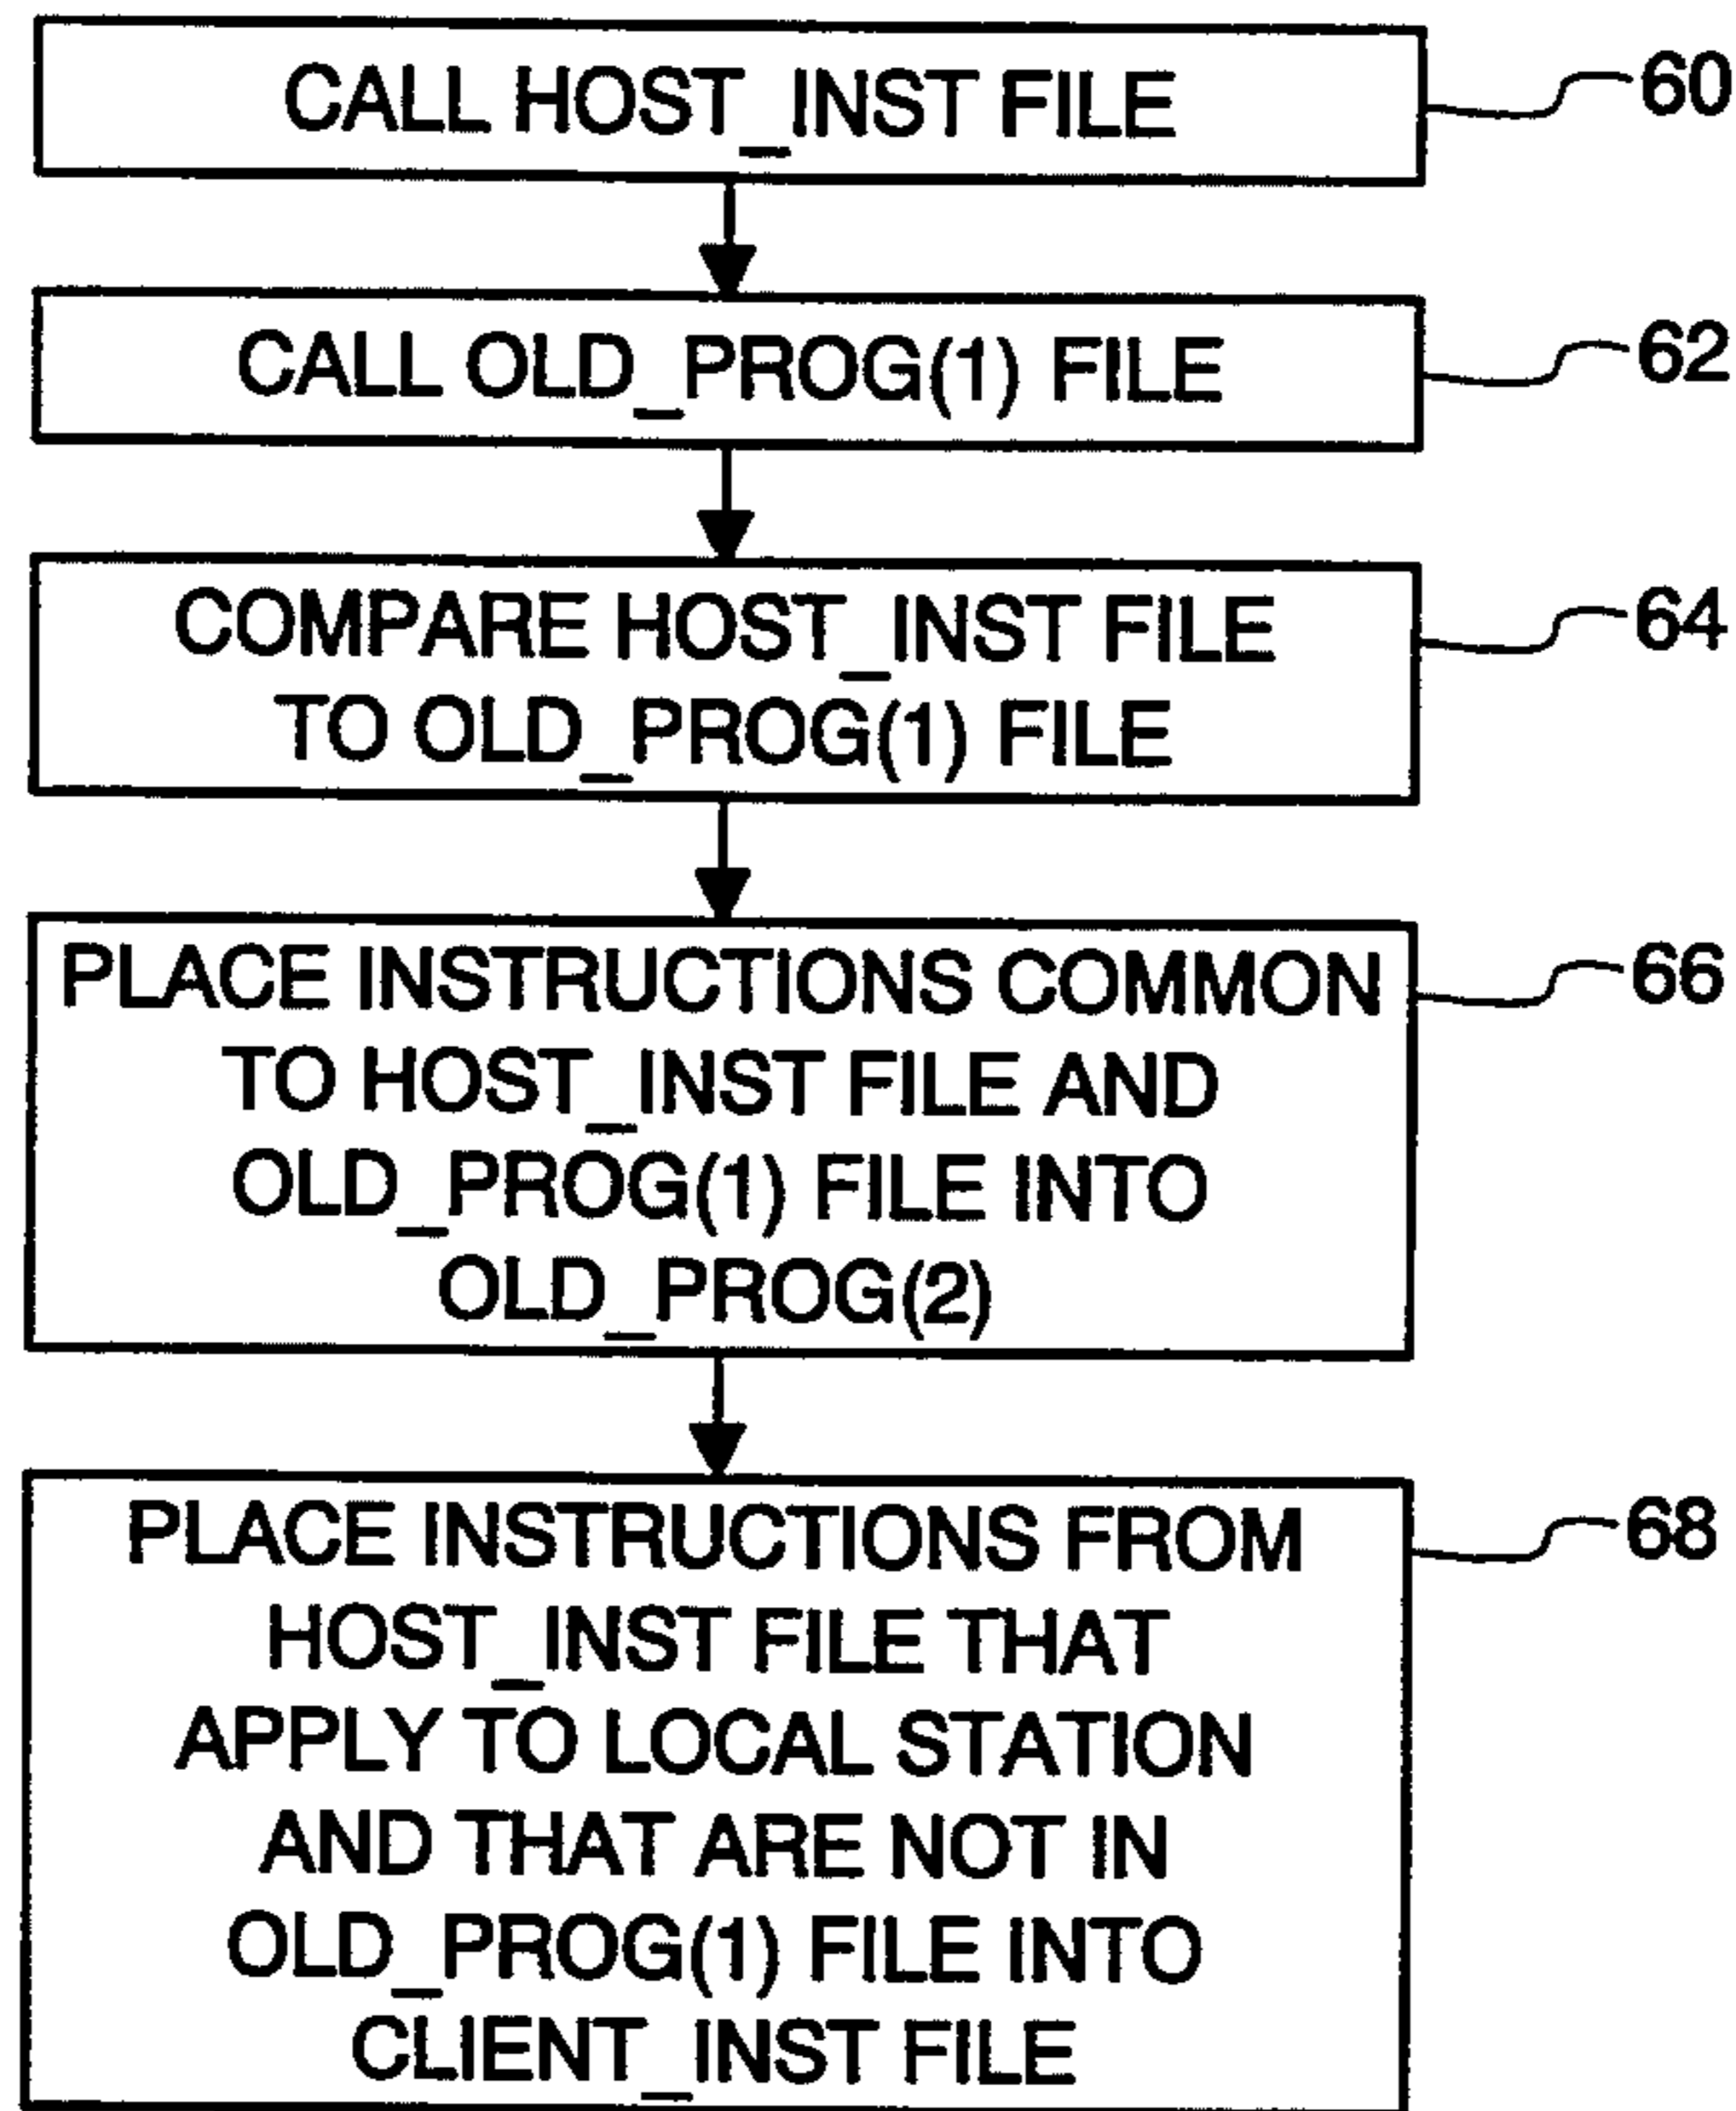 CALL HOST_INST FILE
60
CALL OLD_PROG(1) FILE
62
COMPARE HOST_INST FILE
TO OLD_PROG(1) FILE
64
PLACE INSTRUCTIONS COMMON
TO HOST_INST FILE AND
OLD_PROG(1) FILE INTO
OLD_PROG(2)
66
PLACE INSTRUCTIONS FROM
HOST_INST FILE THAT
APPLY TO LOCAL STATION
AND THAT ARE NOT IN
OLD_PROG(1) FILE INTO
CLIENT_INST FILE
68